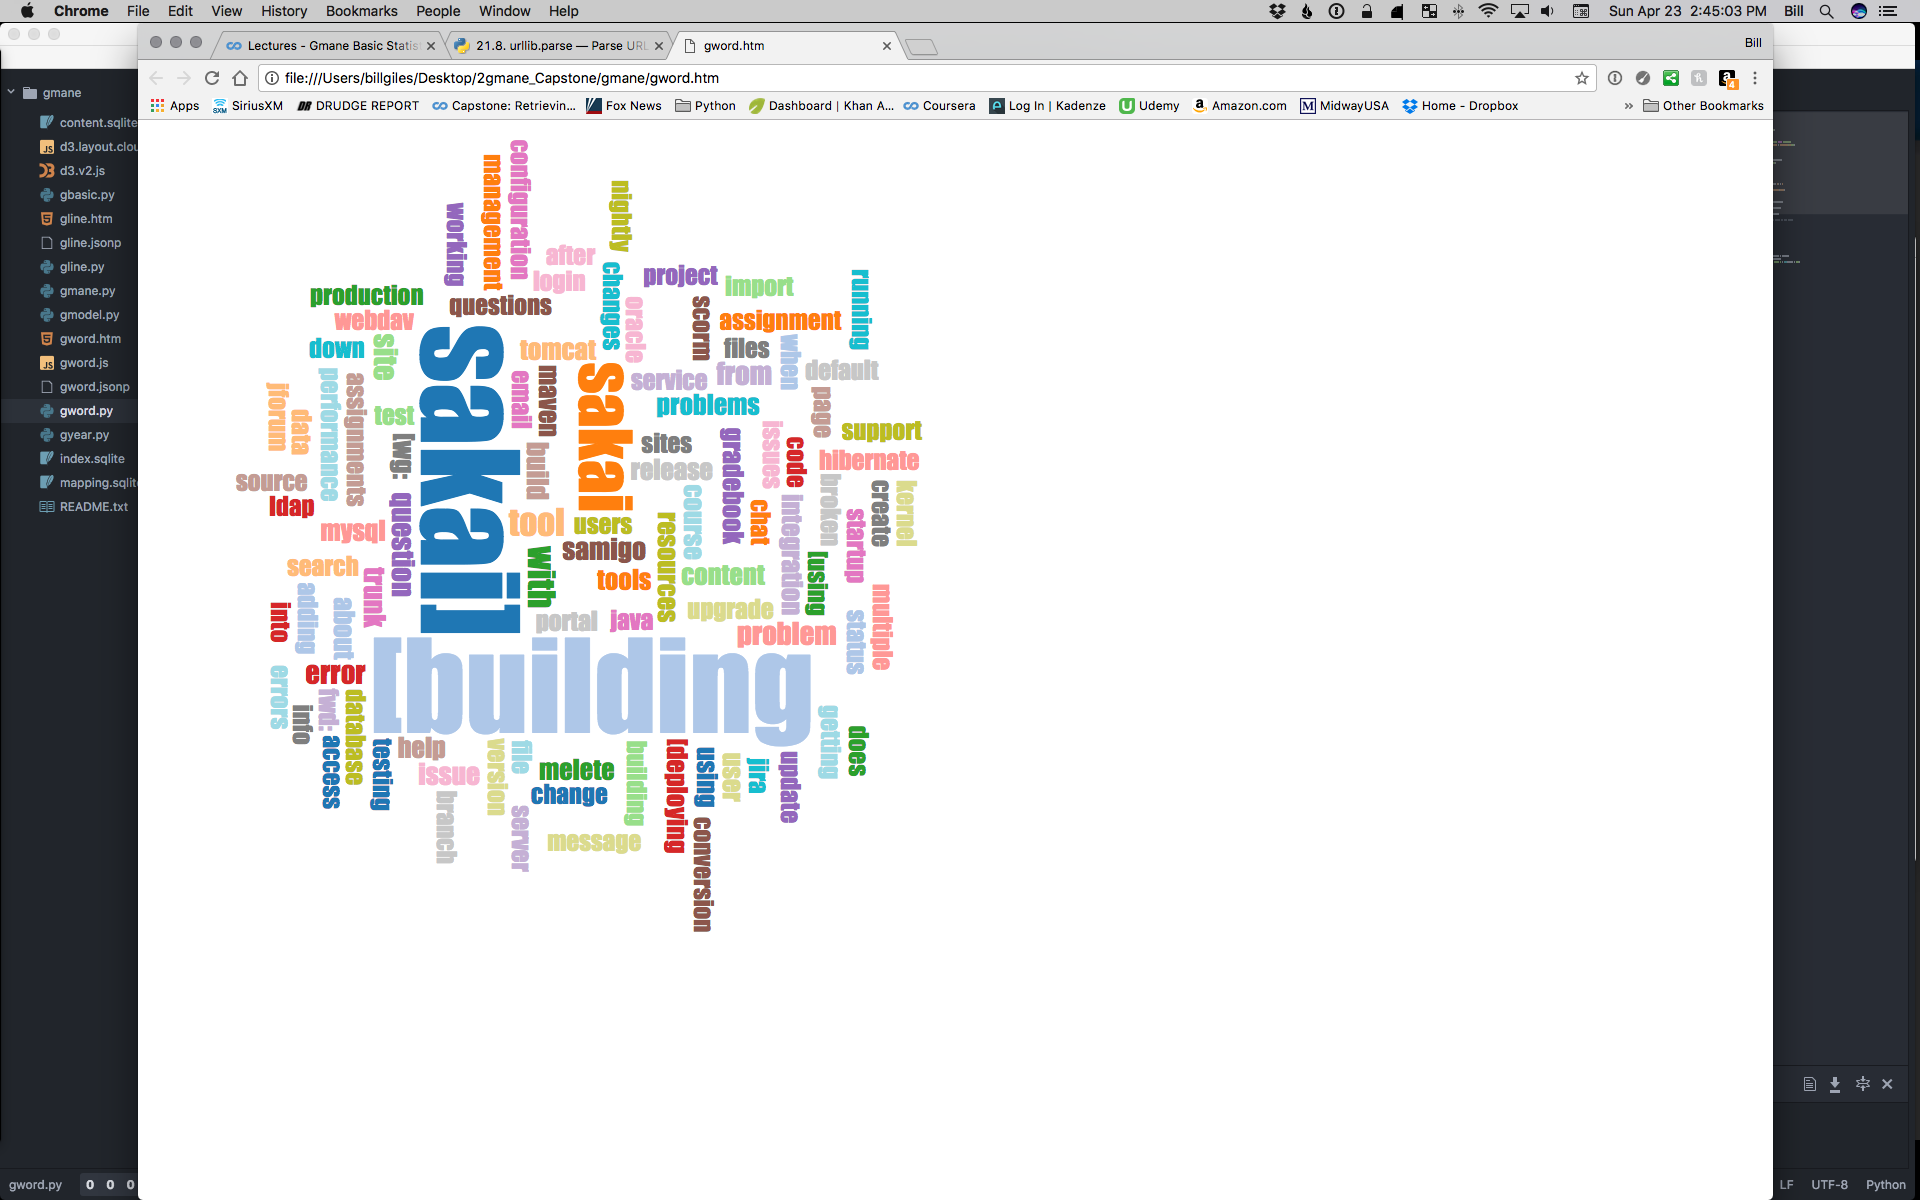 Chrome File Edit View History Bookmarks People Window Help
Sun Apr 23 2:45:03 PM Bill
Lectures - Gmane Basic Statis
21.8. urllib.parse — Parse URL
gword.htm
Bill
file:///Users/billgiles/Desktop/2gmane_Capstone/gmane/gword.htm
Apps SiriusXM DRUDGE REPORT Capstone: Retrievin... Fox News Python Dashboard | Khan A... Coursera Log In | Kadenze Udemy Amazon.com MidwayUSA Home - Dropbox » Other Bookmarks
gmane
content.sqlite
d3.layout.clou
d3.v2.js
gbasic.py
gline.htm
gline.jsonp
gline.py
gmane.py
gmodel.py
gword.htm
gword.js
gword.jsonp
gword.py
gyear.py
index.sqlite
mapping.sqlit
README.txt
configuration
management
nightly
working
after
login
changes
project
import
running
production
questions
oracle
scorm
assignment
webdav
down
site
sakai]
tomcat
files
when
default
email
maven
sakai
service
from
performance
assignments
jforum
data
test
problems
page
support
[wg:
build
sites
gradebook
issues
code
hibernate
release
source
ldap
question
tool
users
resources
course
chat
integration
broken
create
kernel
startup
mysql
samigo
with
search
trunk
tools
content
[using
into
adding
about
portal
java
upgrade
problem
status
multiple
[building
error
errors
info
fwd:
database
getting
does
access
testing
help
issue
version
file
melete
change
building
[deploying
using
user
jira
update
branch
server
message
conversion
gword.py 0 0 0
LF UTF-8 Python